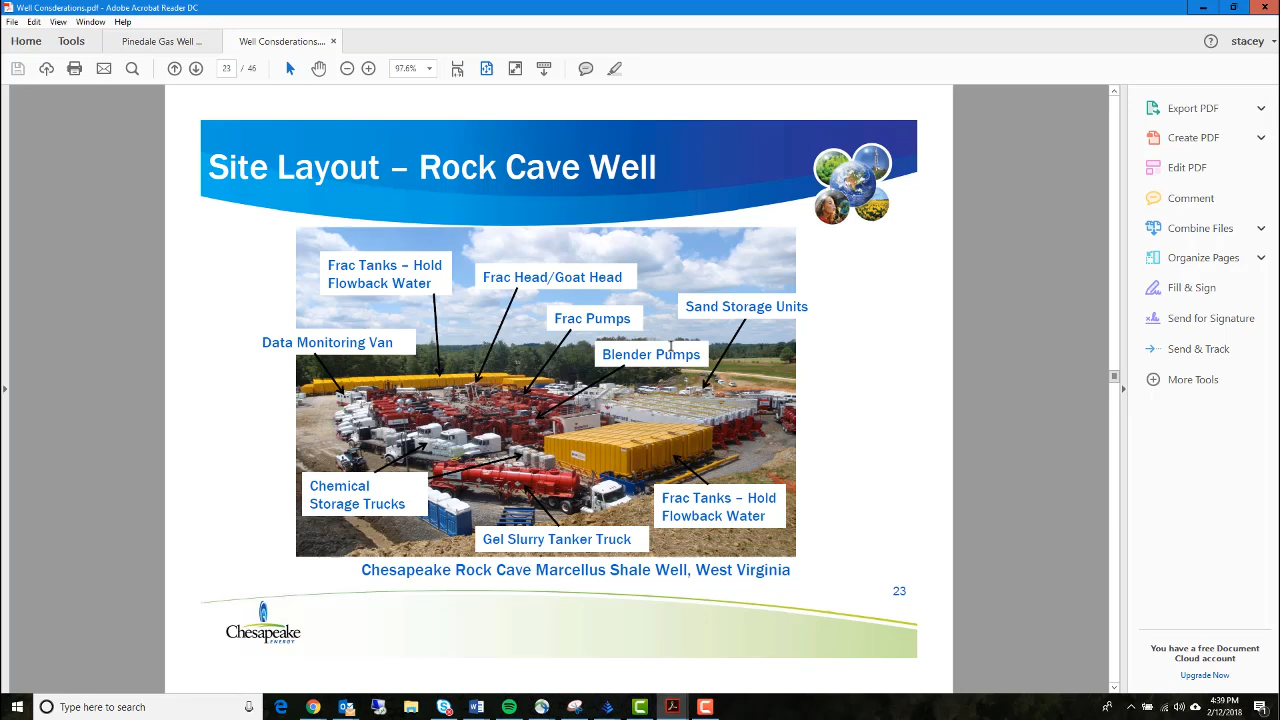 Well Consderations.pdf - Adobe Acrobat Reader DC
File Edit View Window Help
Home Tools Pinedale Gas Well ... Well Consderations.... × stacey
23 / 46 97.6%
Export PDF
Create PDF
Edit PDF
Comment
Combine Files
Organize Pages
Fill & Sign
Send for Signature
Send & Track
More Tools
You have a free Document
Cloud account
Upgrade Now
Site Layout – Rock Cave Well
Frac Tanks – Hold
Flowback Water
Frac Head/Goat Head
Sand Storage Units
Frac Pumps
Data Monitoring Van
Blender Pumps
Chemical
Storage Trucks
Frac Tanks – Hold
Flowback Water
Gel Slurry Tanker Truck
Chesapeake Rock Cave Marcellus Shale Well, West Virginia
23
Chesapeake
ENERGY
Type here to search
4:39 PM
2/12/2018